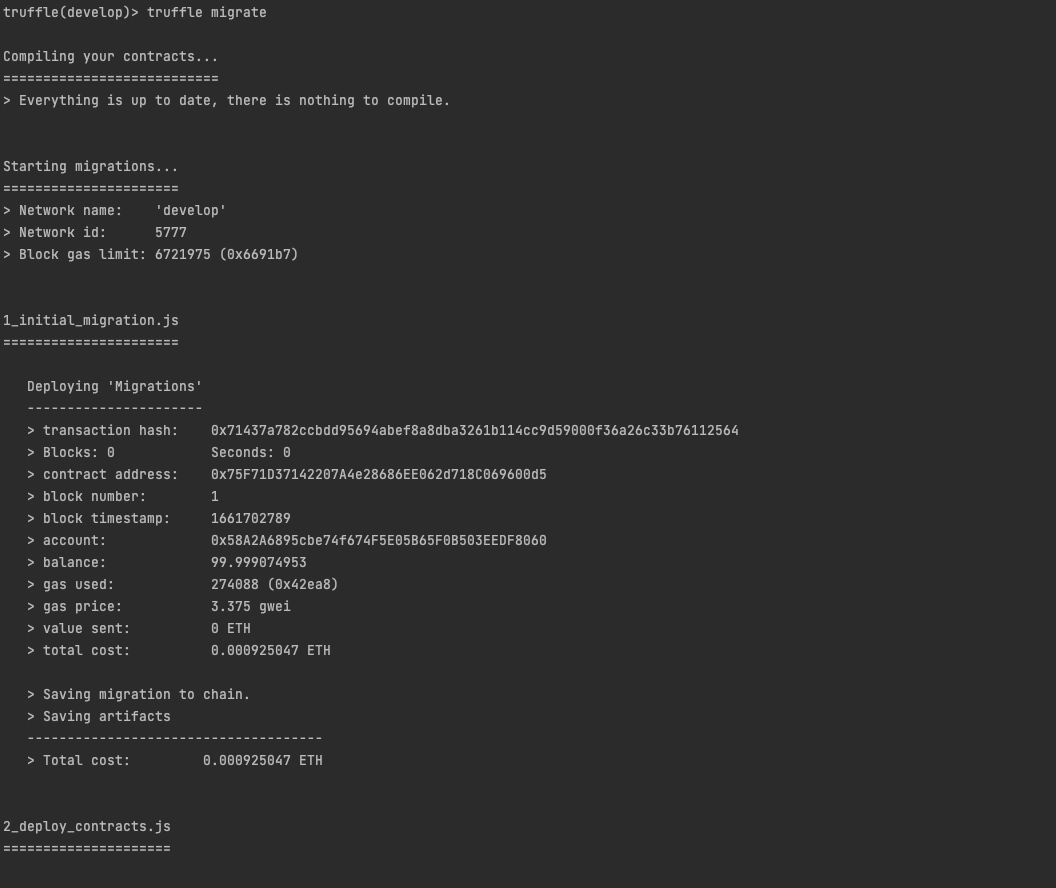 truffle(develop)> truffle migrate
Compiling your contracts...
===========================
> Everything is up to date, there is nothing to compile.
Starting migrations...
======================
> Network name:    'develop'
> Network id:      5777
> Block gas limit: 6721975 (0x6691b7)
1_initial_migration.js
======================
   Deploying 'Migrations'
   ----------------------
   > transaction hash:    0x71437a782ccbdd95694abef8a8dba3261b114cc9d59000f36a26c33b76112564
   > Blocks: 0            Seconds: 0
   > contract address:    0x75F71D37142207A4e28686EE062d718C069600d5
   > block number:        1
   > block timestamp:     1661702789
   > account:             0x58A2A6895cbe74f674F5E05B65F0B503EEDF8060
   > balance:             99.999074953
   > gas used:            274088 (0x42ea8)
   > gas price:           3.375 gwei
   > value sent:          0 ETH
   > total cost:          0.000925047 ETH
   > Saving migration to chain.
   > Saving artifacts
   -------------------------------------
   > Total cost:         0.000925047 ETH
2_deploy_contracts.js
=====================